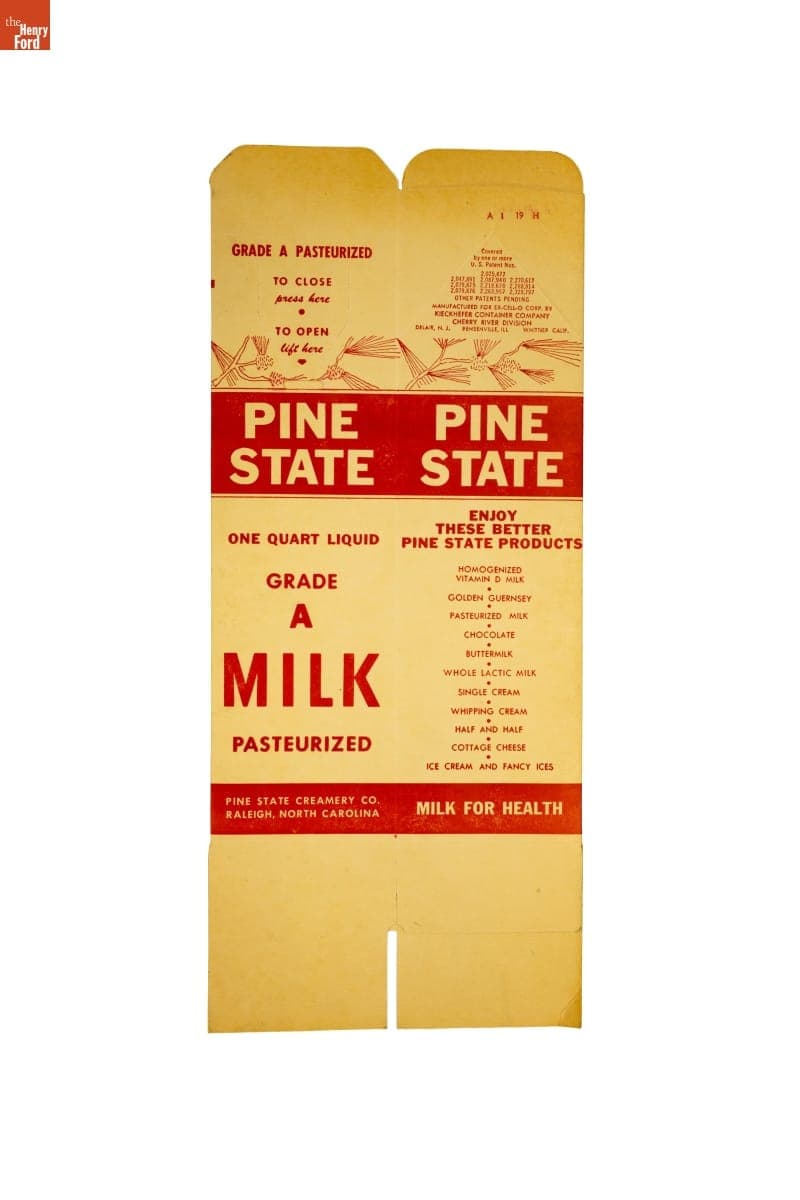 the
Henry
Ford
GRADE A PASTEURIZED
TO CLOSE
press here
TO OPEN
lift here
PINE
STATE
ONE QUART LIQUID
GRADE
A
MILK
PASTEURIZED
PINE STATE CREAMERY CO.
RALEIGH, NORTH CAROLINA
A 1 19 H
Covered
by one or more
U. S. Patent Nos.
OTHER PATENTS PENDING
MANUFACTURED FOR EX-CELL-O CORP. BY
KIECKHEFER CONTAINER COMPANY
CHERRY RIVER DIVISION
DELAIR, N. J. BENSENVILLE, ILL WHITTIER CALIF.
PINE
STATE
ENJOY
THESE BETTER
PINE STATE PRODUCTS
HOMOGENIZED
VITAMIN D MILK
GOLDEN GUERNSEY
PASTEURIZED MILK
CHOCOLATE
BUTTERMILK
WHOLE LACTIC MILK
SINGLE CREAM
WHIPPING CREAM
HALF AND HALF
COTTAGE CHEESE
ICE CREAM AND FANCY ICES
MILK FOR HEALTH